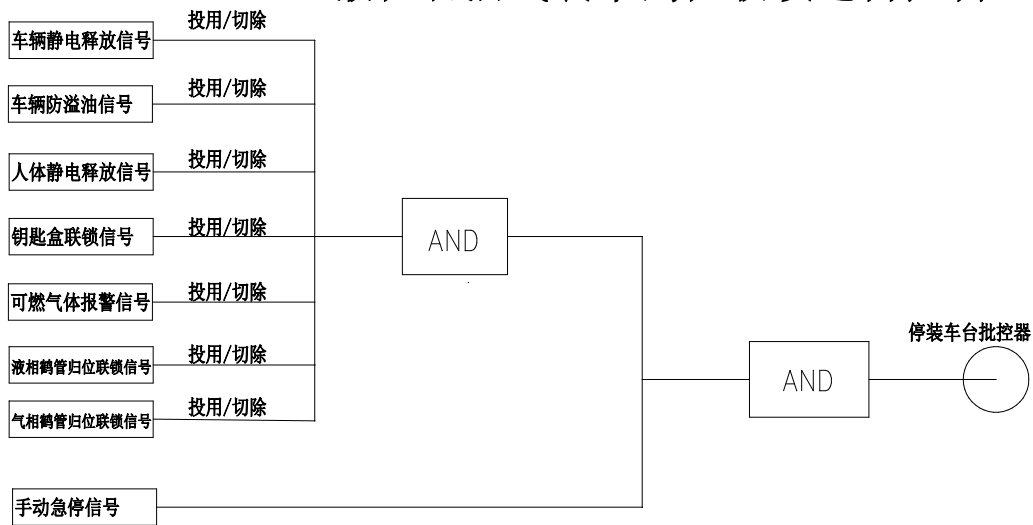 车辆静电释放信号
投用/切除
车辆防溢油信号
投用/切除
人体静电释放信号
投用/切除
钥匙盒联锁信号
投用/切除
AND
可燃气体报警信号
投用/切除
停装车台批控器
液相鹤管归位联锁信号
投用/切除
AND
气相鹤管归位联锁信号
投用/切除
手动急停信号